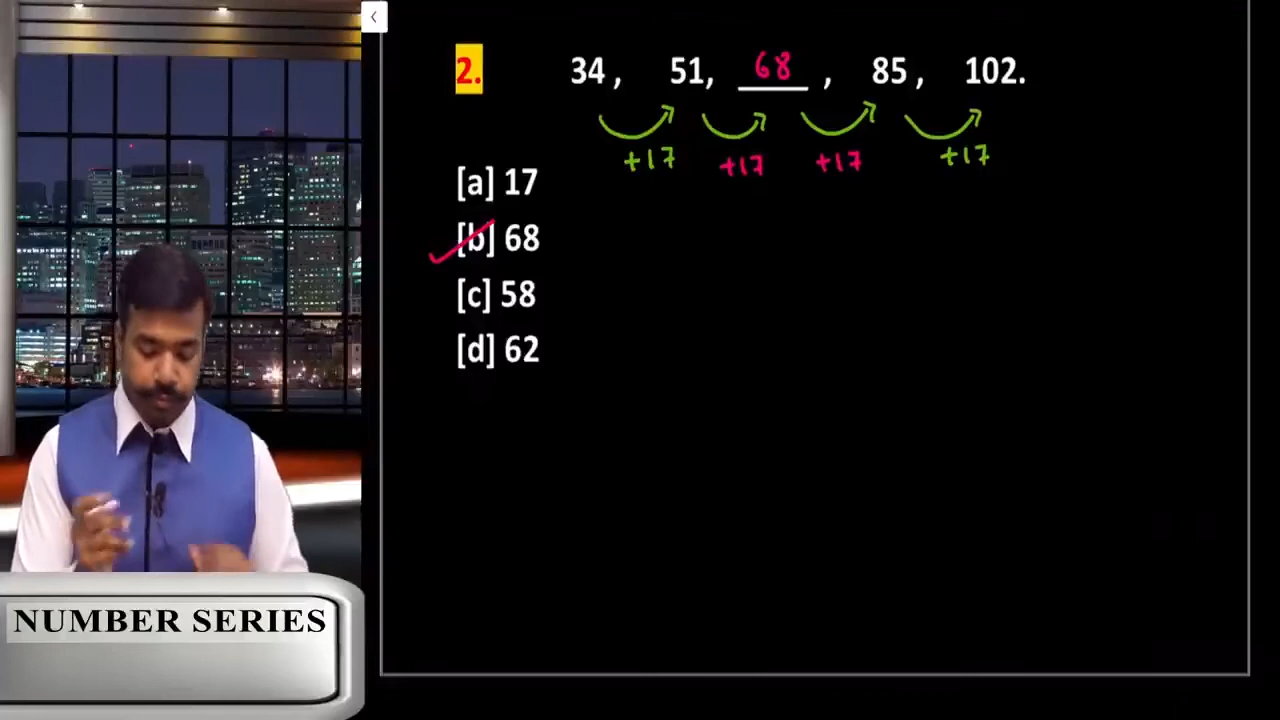 2. 34, 51, 68, 85, 102.
+17 +17 +17 +17
[a] 17
[b] 68
[c] 58
[d] 62
NUMBER SERIES